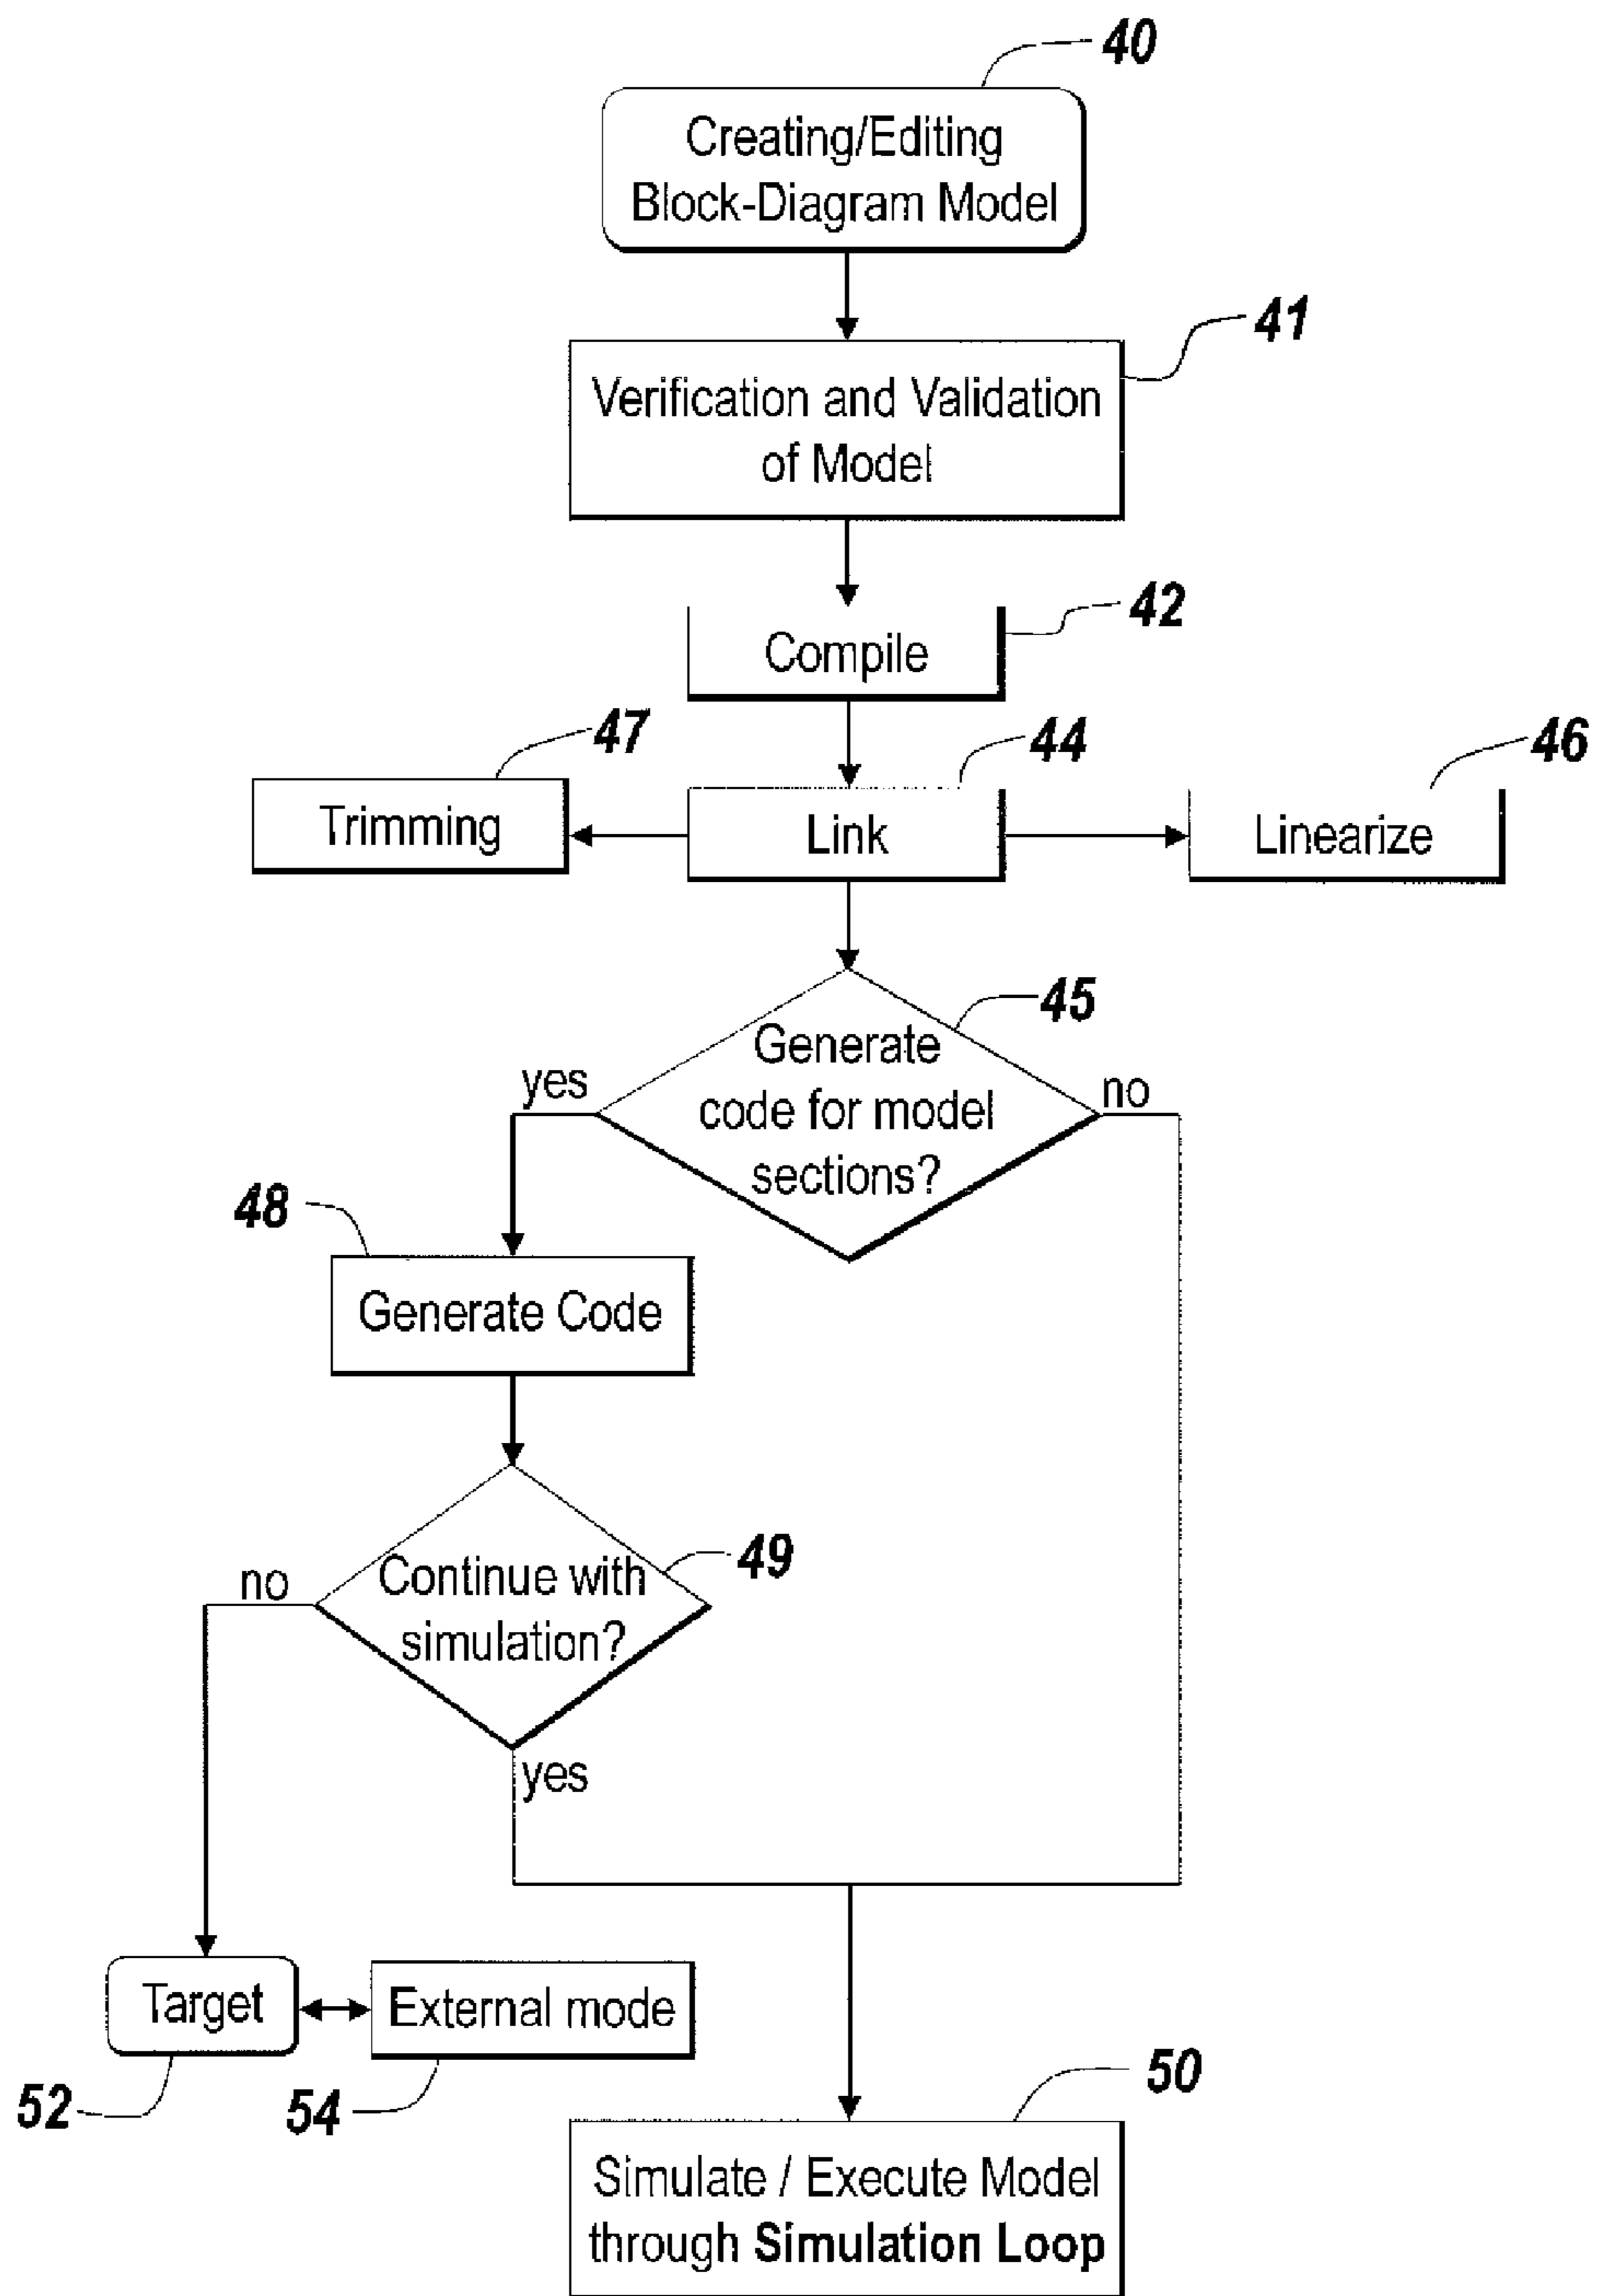 40
Creating/Editing
Block-Diagram Model
41
Verification and Validation
of Model
42
Compile
47
44
46
Trimming
Link
Linearize
45
Generate
code for model
sections?
yes
no
48
Generate Code
49
Continue with
simulation?
no
yes
Target
External mode
52
54
50
Simulate / Execute Model
through Simulation Loop